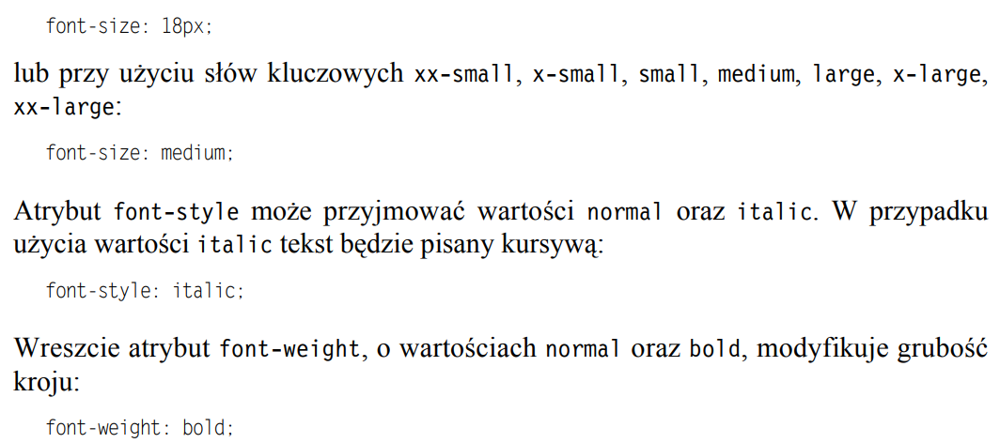 font-size: 18px;
lub przy użyciu słów kluczowych xx-small, x-small, small, medium, large, x-large,
xx-large:
font-size: medium;
Atrybut font-style może przyjmować wartości normal oraz italic. W przypadku
użycia wartości italic tekst będzie pisany kursywą:
font-style: italic;
Wreszcie atrybut font-weight, o wartościach normal oraz bold, modyfikuje grubość
kroju:
font-weight: bold;